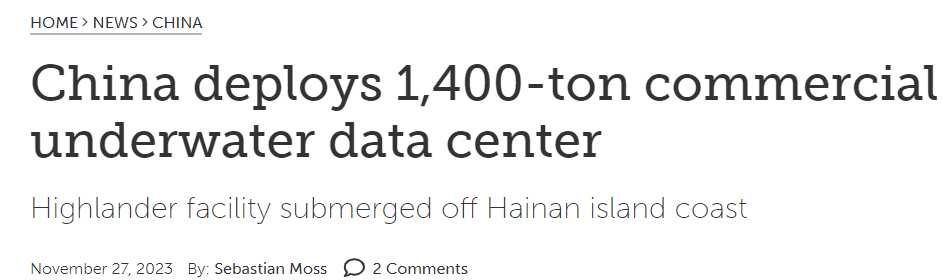 HOME > NEWS > CHINA
China deploys 1,400-ton commercial
underwater data center
Highlander facility submerged off Hainan island coast
November 27, 2023 By: Sebastian Moss 2 Comments